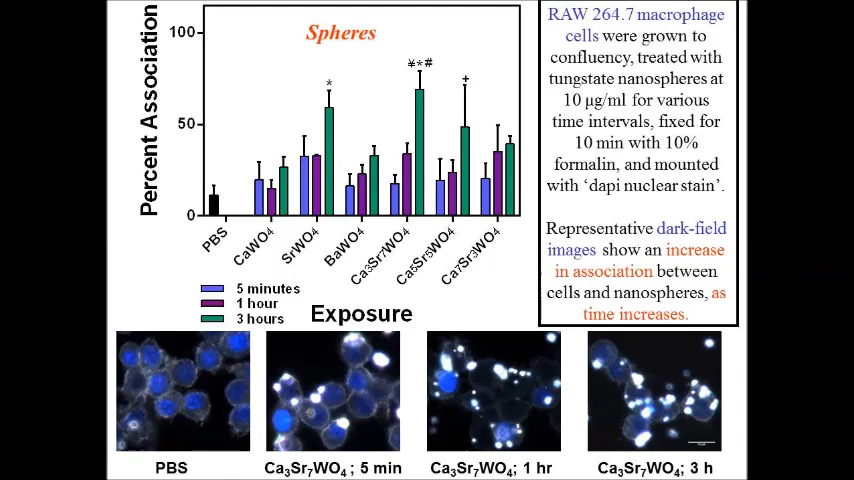 Spheres
Percent Association
100
50
0
*
¥*#
+
PBS
CaWO4
SrWO4
BaWO4
Ca3Sr7WO4
Ca5Sr5WO4
Ca7Sr3WO4
5 minutes
1 hour
3 hours
Exposure
RAW 264.7 macrophage
cells were grown to
confluency, treated with
tungstate nanospheres at
10 µg/ml for various
time intervals, fixed for
10 min with 10%
formalin, and mounted
with ‘dapi nuclear stain’.
Representative dark-field
images show an increase
in association between
cells and nanospheres, as
time increases.
PBS
Ca3Sr7WO4 ; 5 min
Ca3Sr7WO4; 1 hr
Ca3Sr7WO4; 3 h